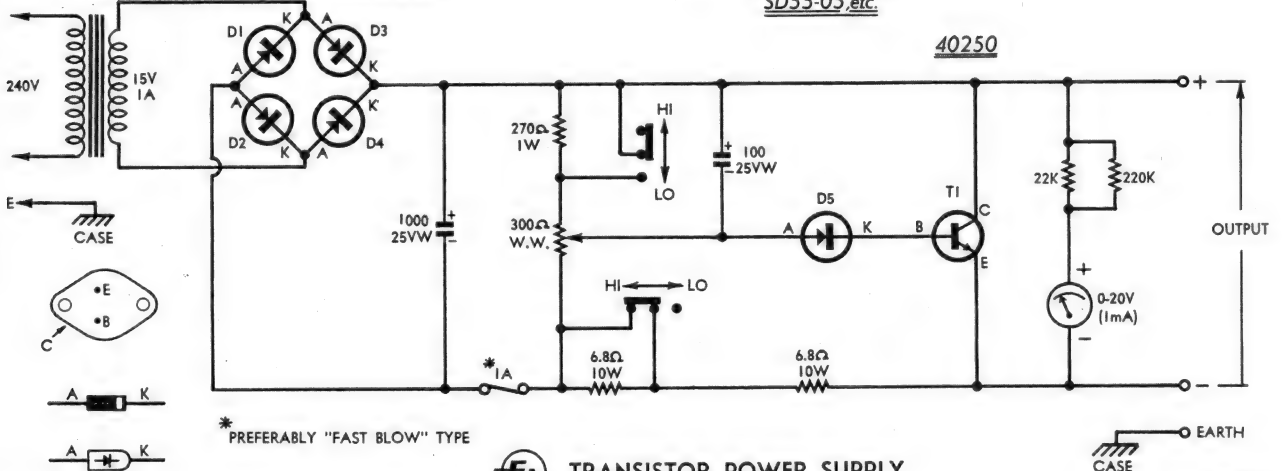 SD55-05,etc.
40250
240V
15V
1A
K A
D1
D3
A K
A K
D2
D4
K A
E
CASE
270Ω
1W
HI
LO
100
25VW
+
-
1000
25VW
+
-
300Ω
W.W.
D5
A
K
B
T1
C
E
22K
220K
+
0-20V
(1mA)
-
+
OUTPUT
-
HI
LO
6.8Ω
10W
6.8Ω
10W
*
1A
E
B
C
A K
A K
*
PREFERABLY "FAST BLOW" TYPE
EARTH
CASE
TRANSISTOR POWER SUPPLY